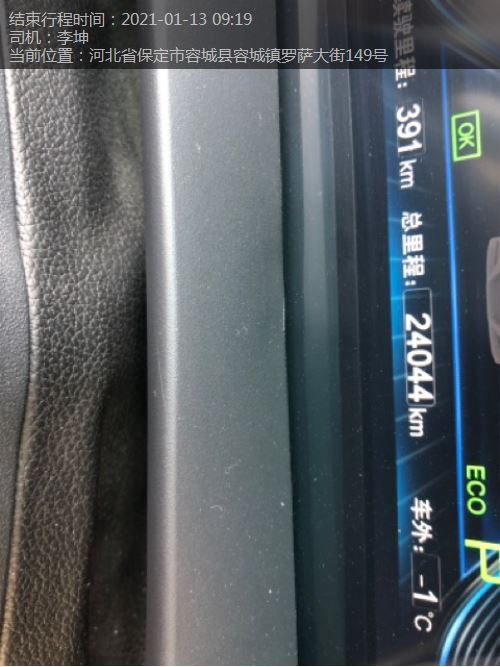 结束行程时间：2021-01-13 09:19
司机：李坤
当前位置：河北省保定市容城县容城镇罗萨大街149号
驶里程：391km
总里程：24044km
车外：-1°C
OK
ECO
P